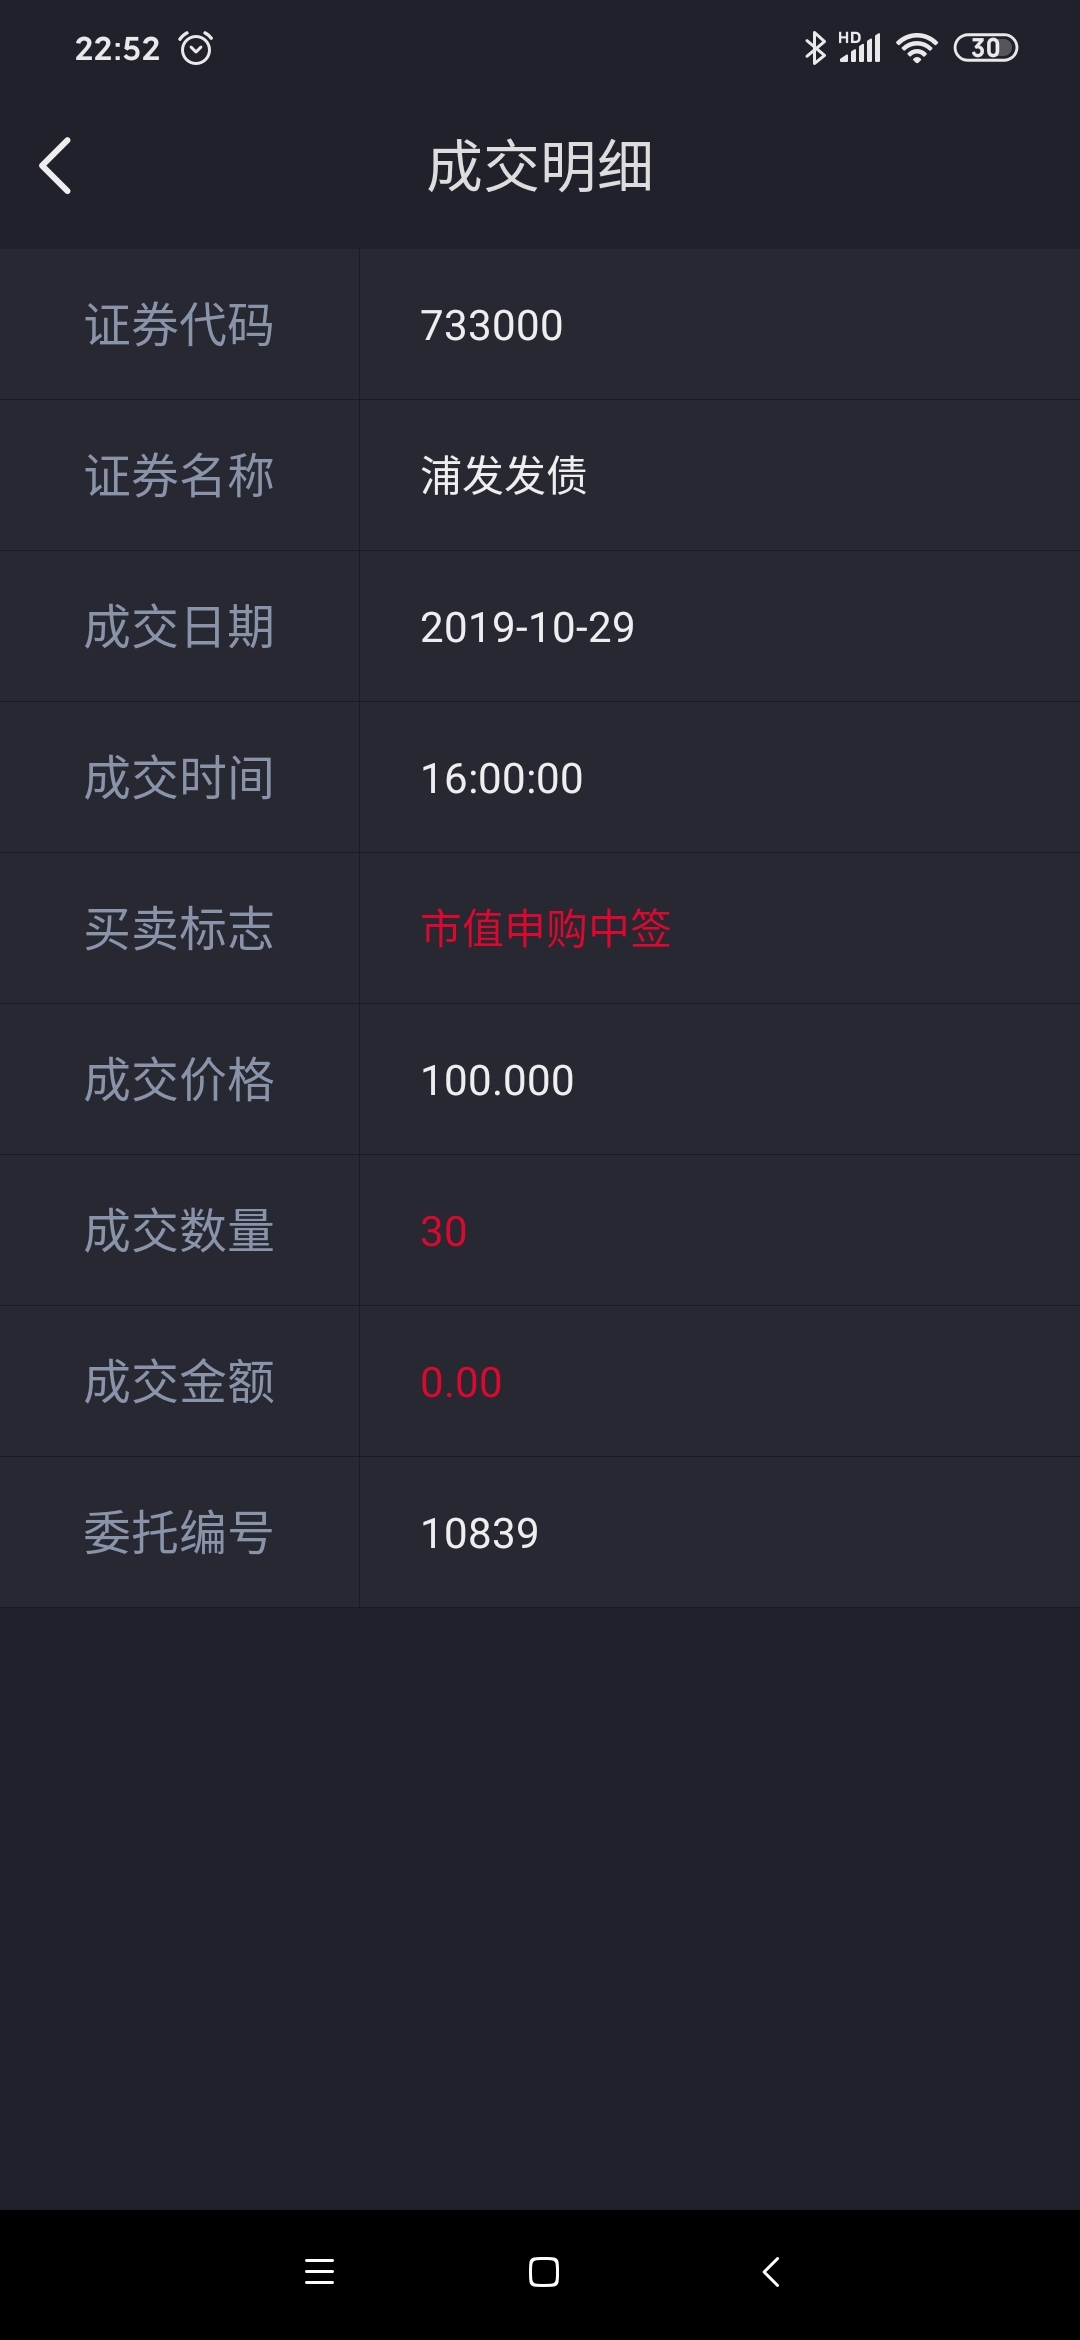 22:52 HD 30
成交明细
证券代码 733000
证券名称 浦发发债
成交日期 2019-10-29
成交时间 16:00:00
买卖标志 市值申购中签
成交价格 100.000
成交数量 30
成交金额 0.00
委托编号 10839